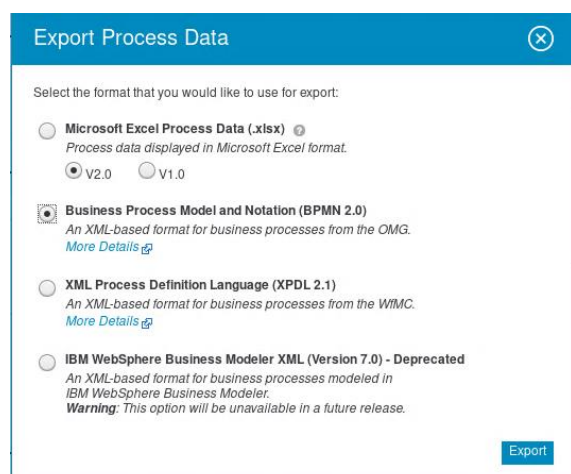 Export Process Data
Select the format that you would like to use for export:
Microsoft Excel Process Data (.xlsx)
Process data displayed in Microsoft Excel format.
V2.0 V1.0
Business Process Model and Notation (BPMN 2.0)
An XML-based format for business processes from the OMG.
More Details
XML Process Definition Language (XPDL 2.1)
An XML-based format for business processes from the WfMC.
More Details
IBM WebSphere Business Modeler XML (Version 7.0) - Deprecated
An XML-based format for business processes modeled in
IBM WebSphere Business Modeler.
Warning: This option will be unavailable in a future release.
Export